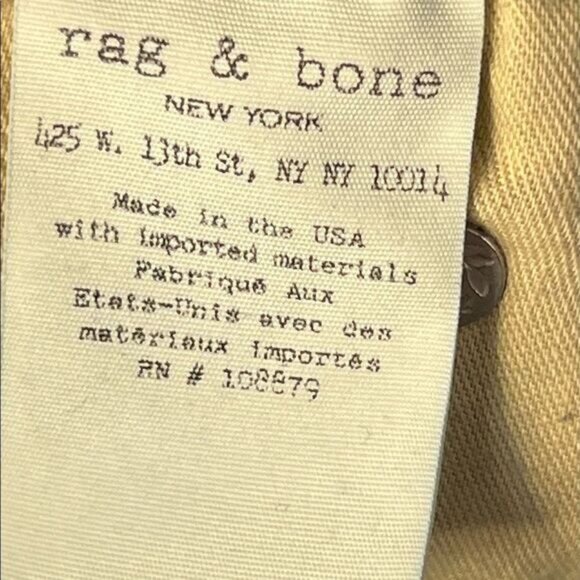 rag & bone
NEW YORK
425 W. 13th St, NY NY 10014
Made in the USA
with imported materials
Fabriqué Aux
Etats-Unis avec des
matériaux importés
RN # 108879